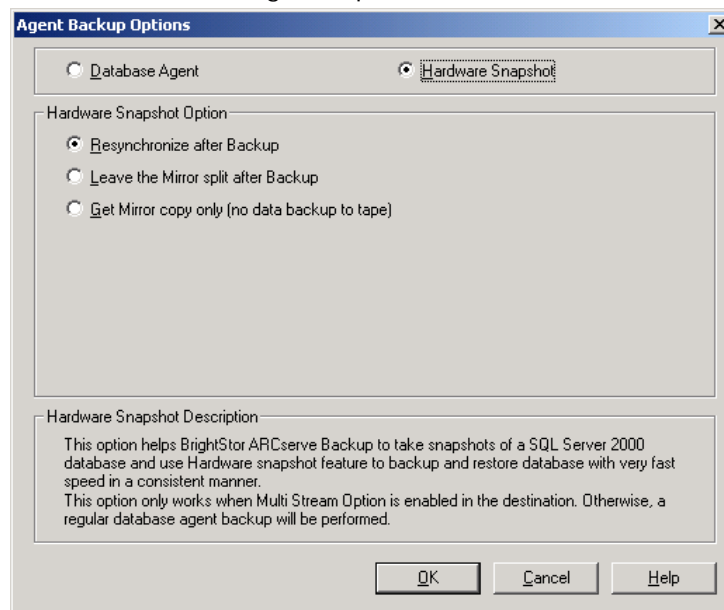 Agent Backup Options
Database Agent
Hardware Snapshot
Hardware Snapshot Option
Resynchronize after Backup
Leave the Mirror split after Backup
Get Mirror copy only (no data backup to tape)
Hardware Snapshot Description
This option helps BrightStor ARCserve Backup to take snapshots of a SQL Server 2000
database and use Hardware snapshot feature to backup and restore database with very fast
speed in a consistent manner.
This option only works when Multi Stream Option is enabled in the destination. Otherwise, a
regular database agent backup will be performed.
OK
Cancel
Help